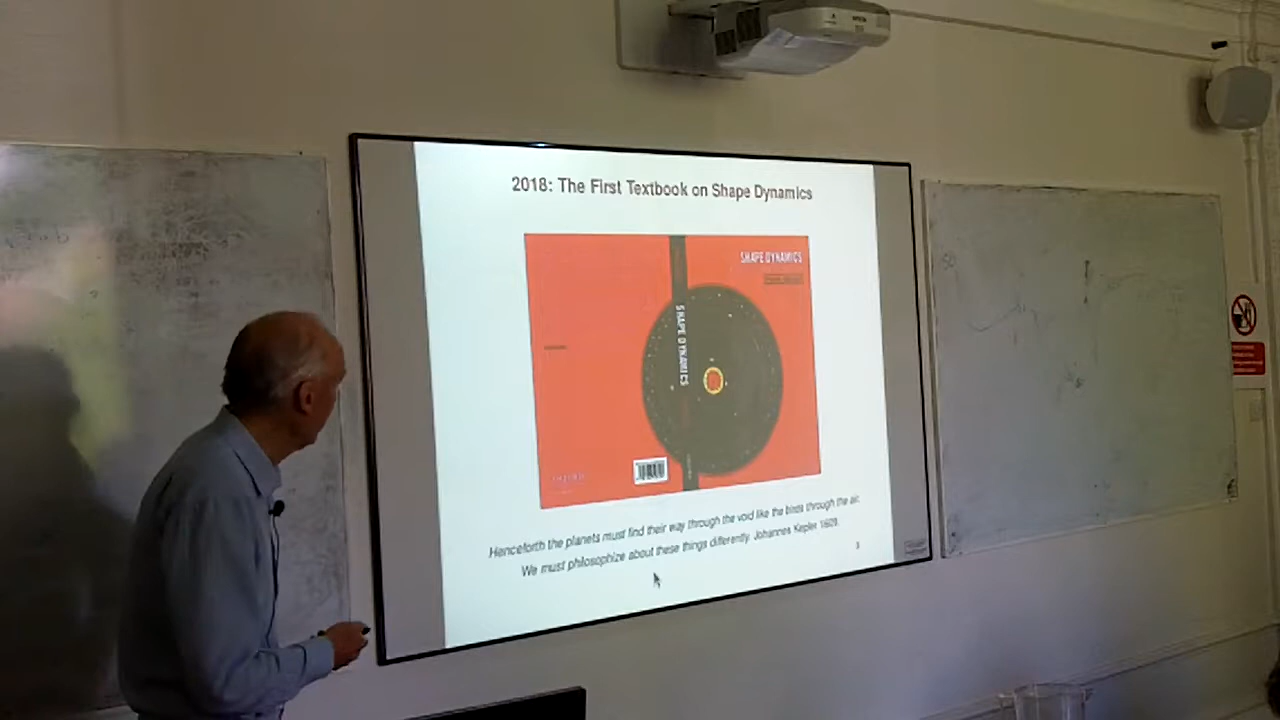 2018: The First Textbook on Shape Dynamics
SHAPE DYNAMICS
SHAPE DYNAMICS
Henceforth the planets must find their way through the void like the birds through the air.
We must philosophize about these things differently. Johannes Kepler